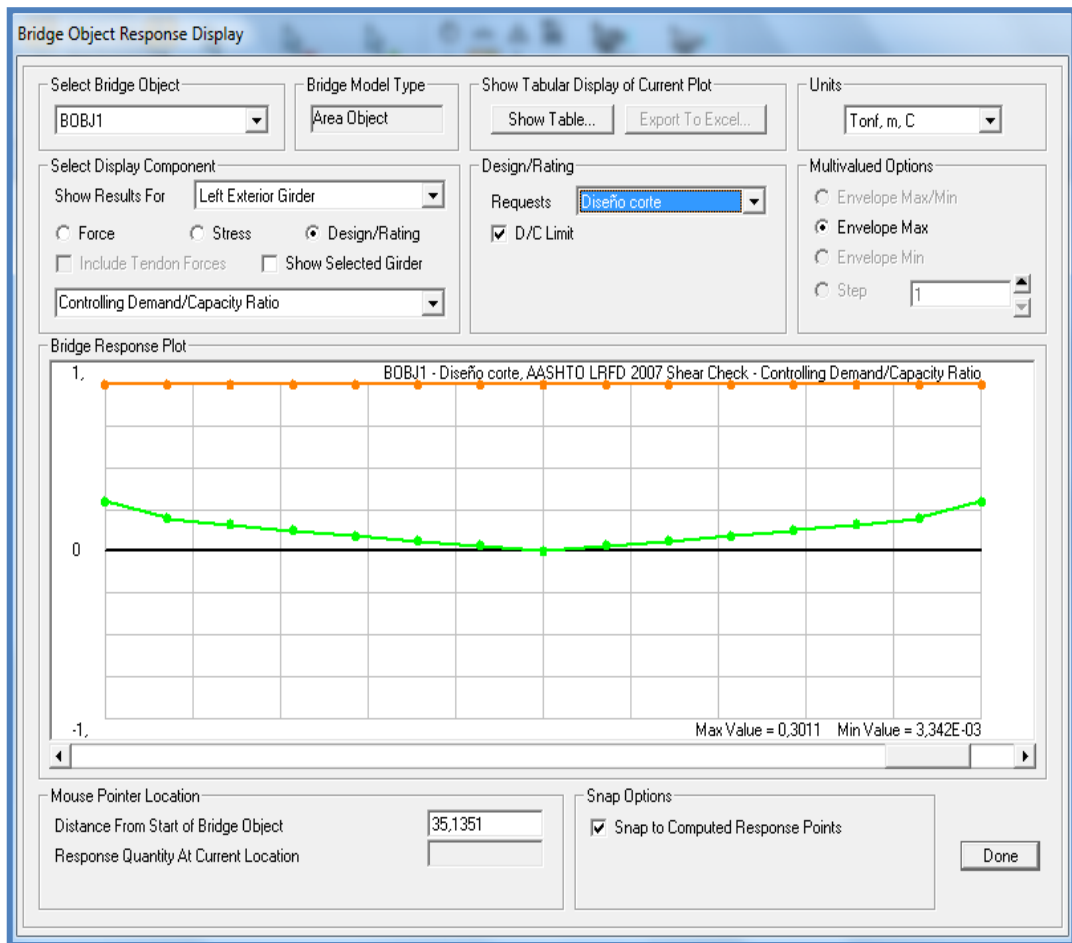 Bridge Object Response Display
Select Bridge Object
BOBJ1
Bridge Model Type
Area Object
Show Tabular Display of Current Plot
Show Table...
Export To Excel...
Units
Tonf, m, C
Select Display Component
Show Results For
Left Exterior Girder
Force
Stress
Design/Rating
Include Tendon Forces
Show Selected Girder
Controlling Demand/Capacity Ratio
Design/Rating
Requests
Diseño corte
D/C Limit
Multivalued Options
Envelope Max/Min
Envelope Max
Envelope Min
Step
1
Bridge Response Plot
1,
BOBJ1 - Diseño corte, AASHTO LRFD 2007 Shear Check - Controlling Demand/Capacity Ratio
0
-1,
Max Value = 0,3011 Min Value = 3,342E-03
Mouse Pointer Location
Distance From Start of Bridge Object
35,1351
Response Quantity At Current Location
Snap Options
Snap to Computed Response Points
Done